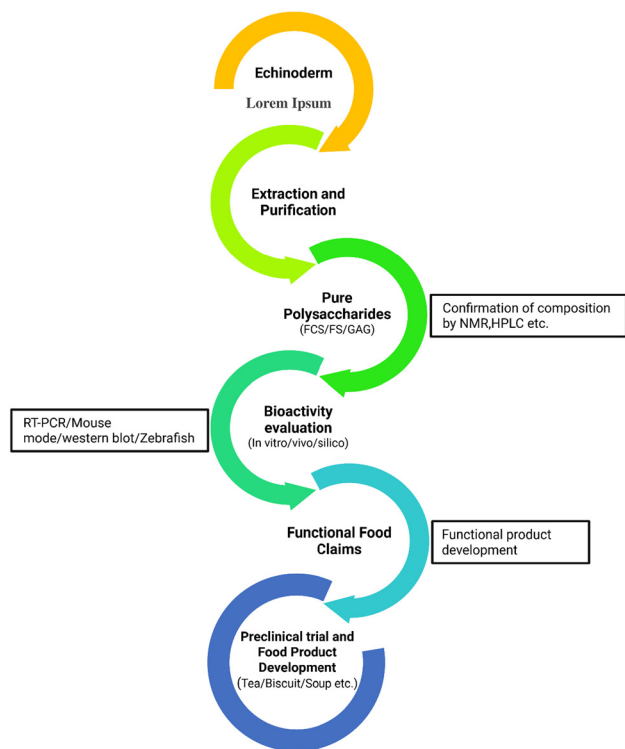 Echinoderm
Lorem Ipsum
Extraction and
Purification
Pure
Polysaccharides
(FCS/FS/GAG)
Confirmation of composition
by NMR,HPLC etc.
Bioactivity
evaluation
(In vitro/vivo/silico)
RT-PCR/Mouse
mode/western blot/Zebrafish
Functional Food
Claims
Functional product
development
Preclinical trial and
Food Product
Development
(Tea/Biscuit/Soup etc.)